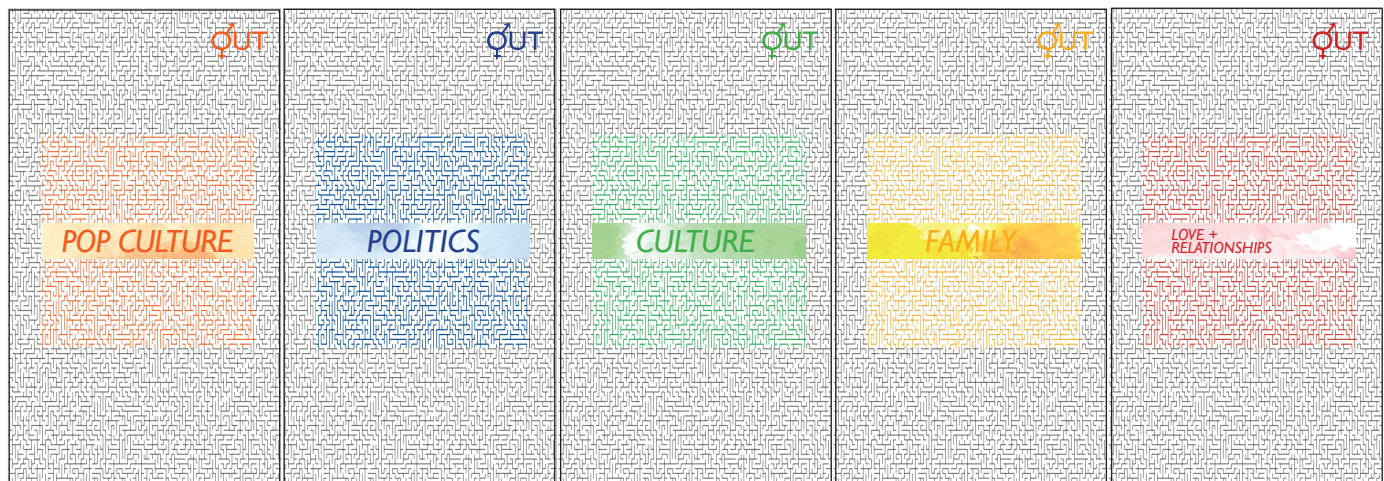 OUT
POP CULTURE
OUT
POLITICS
OUT
CULTURE
OUT
FAMILY
OUT
LOVE +
RELATIONSHIPS